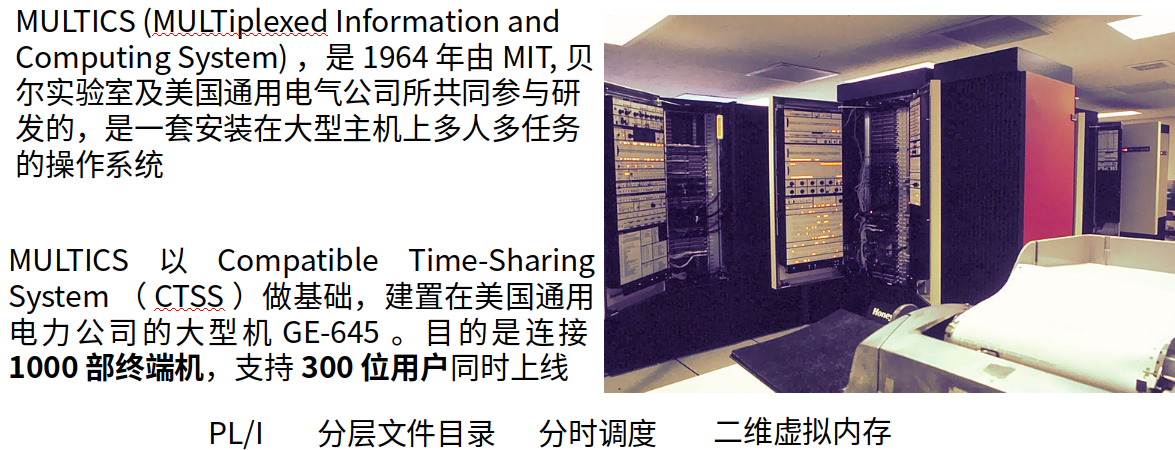 MULTICS (MULTiplexed Information and
Computing System) ，是 1964 年由 MIT, 贝
尔实验室及美国通用电气公司所共同参与研
发的，是一套安装在大型主机上多人多任务
的操作系统
MULTICS 以 Compatible Time-Sharing
System （ CTSS ）做基础，建置在美国通用
电力公司的大型机 GE-645 。目的是连接
1000 部终端机，支持 300 位用户同时上线
PL/I 分层文件目录 分时调度 二维虚拟内存